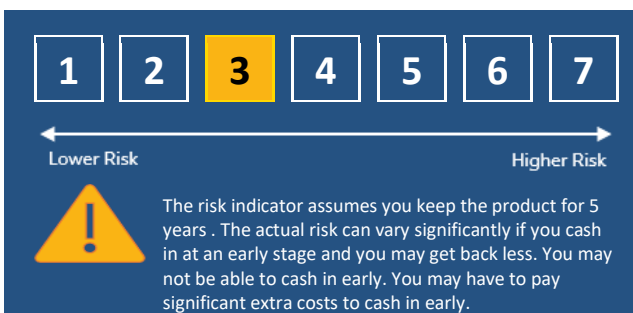 1 2 3 4 5 6 7
Lower Risk Higher Risk
The risk indicator assumes you keep the product for 5
years . The actual risk can vary significantly if you cash
in at an early stage and you may get back less. You may
not be able to cash in early. You may have to pay
significant extra costs to cash in early.